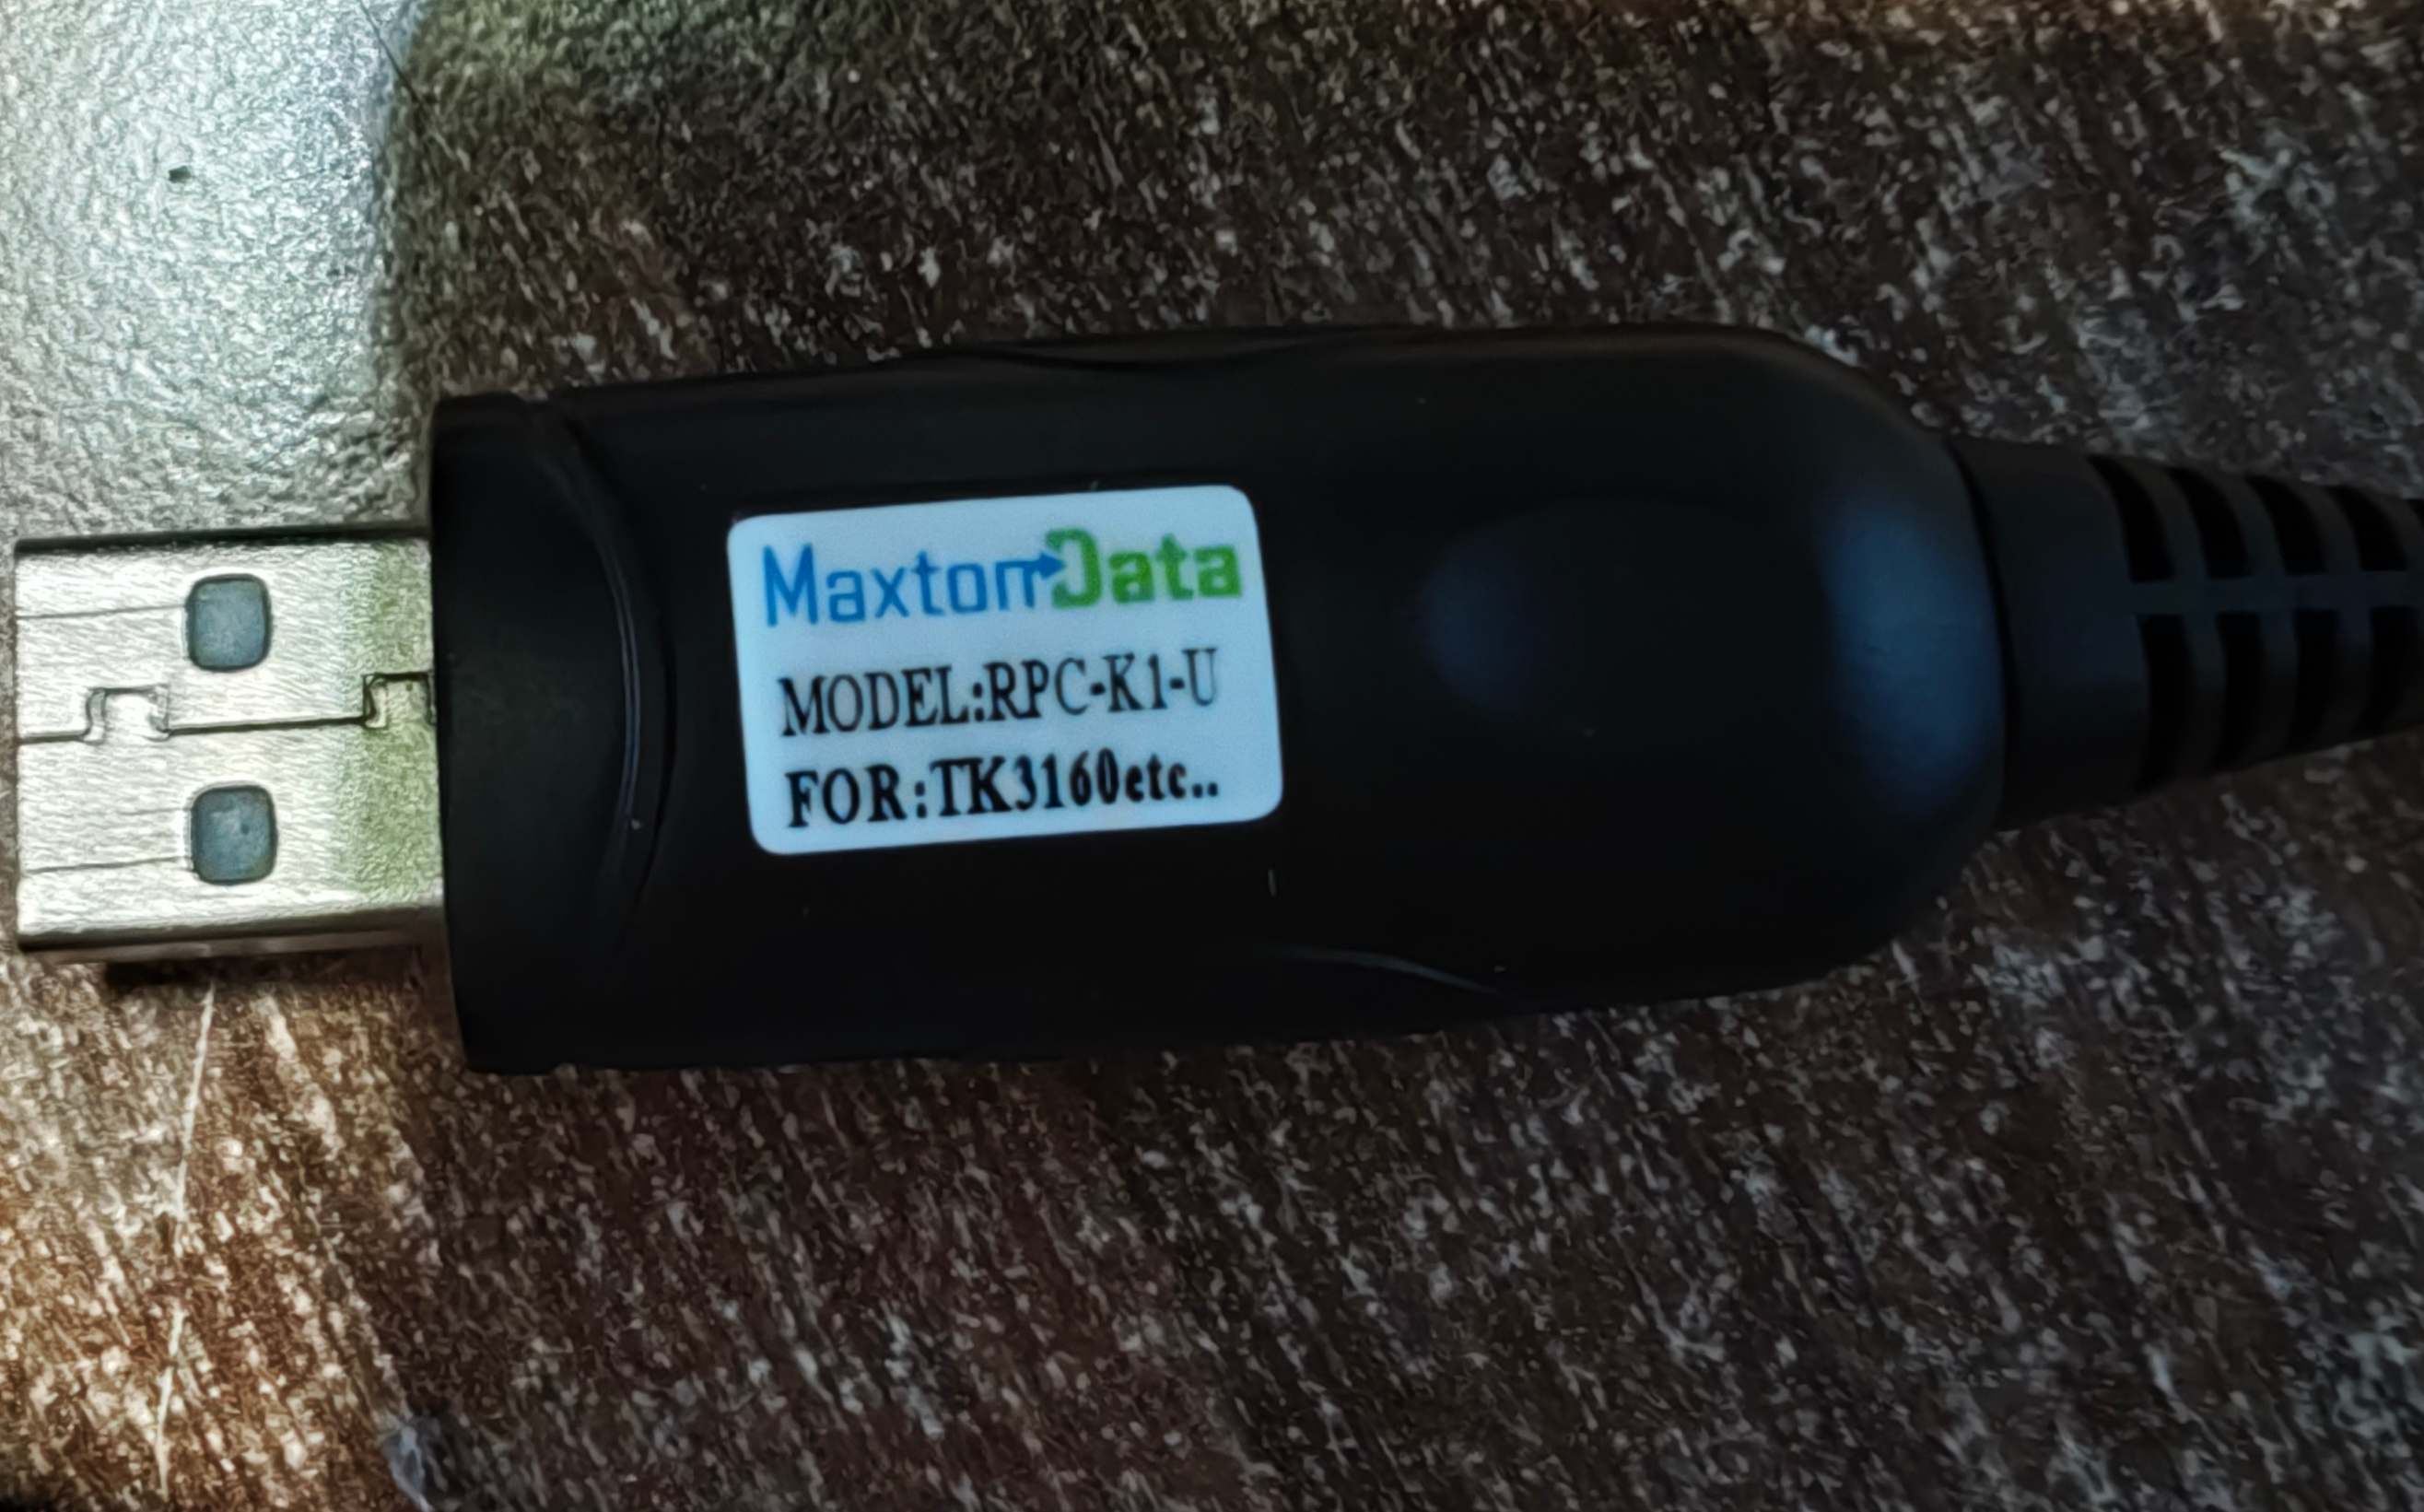 MaxtonData
MODEL:RPC-K1-U
FOR:TK3160etc..